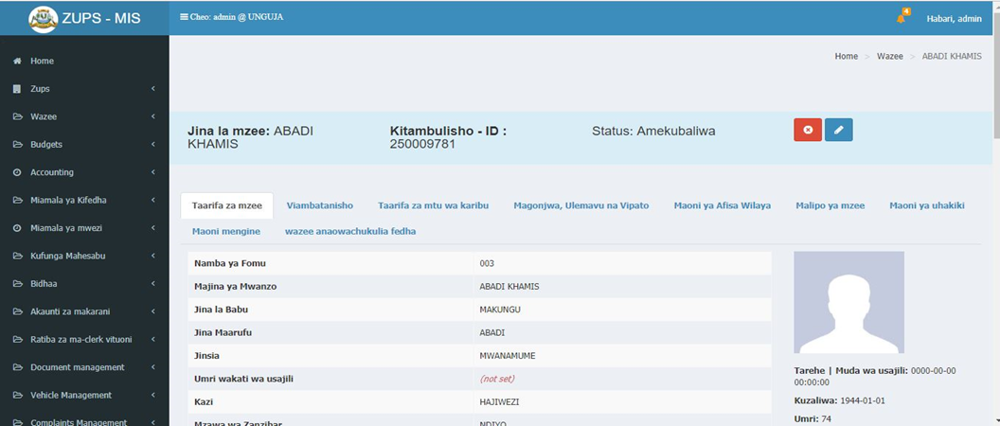 ZUPS - MIS
Cheo: admin @ UNGUJA
4
Habari, admin
Home
Zups
Wazee
Budgets
Accounting
Miamala ya Kifedha
Miamala ya mwezi
Kufunga Mahesabu
Bidhaa
Akaunti za makarani
Ratiba za ma-clerk vituoni
Document management
Vehicle Management
Complaints Management
Home > Wazee > ABADI KHAMIS
Jina la mzee: ABADI
KHAMIS
Kitambulisho - ID :
250009781
Status: Amekubaliwa
Taarifa za mzee
Viambatanisho
Taarifa za mtu wa karibu
Magonjwa, Ulemavu na Vipato
Maoni ya Afisa Wilaya
Malipo ya mzee
Maoni ya uhakiki
Maoni mengine
wazee anaowachukulia fedha
Namba ya Fomu 003
Majina ya Mwanzo ABADI KHAMIS
Jina la Babu MAKUNGU
Jina Maarufu ABADI
Jinsia MWANAMUME
Umri wakati wa usajili (not set)
Kazi HAJIWEZI
Mzawa wa Zanzibar NDIYO
Tarehe | Muda wa usajili: 0000-00-00
00:00:00
Kuzaliwa: 1944-01-01
Umri: 74